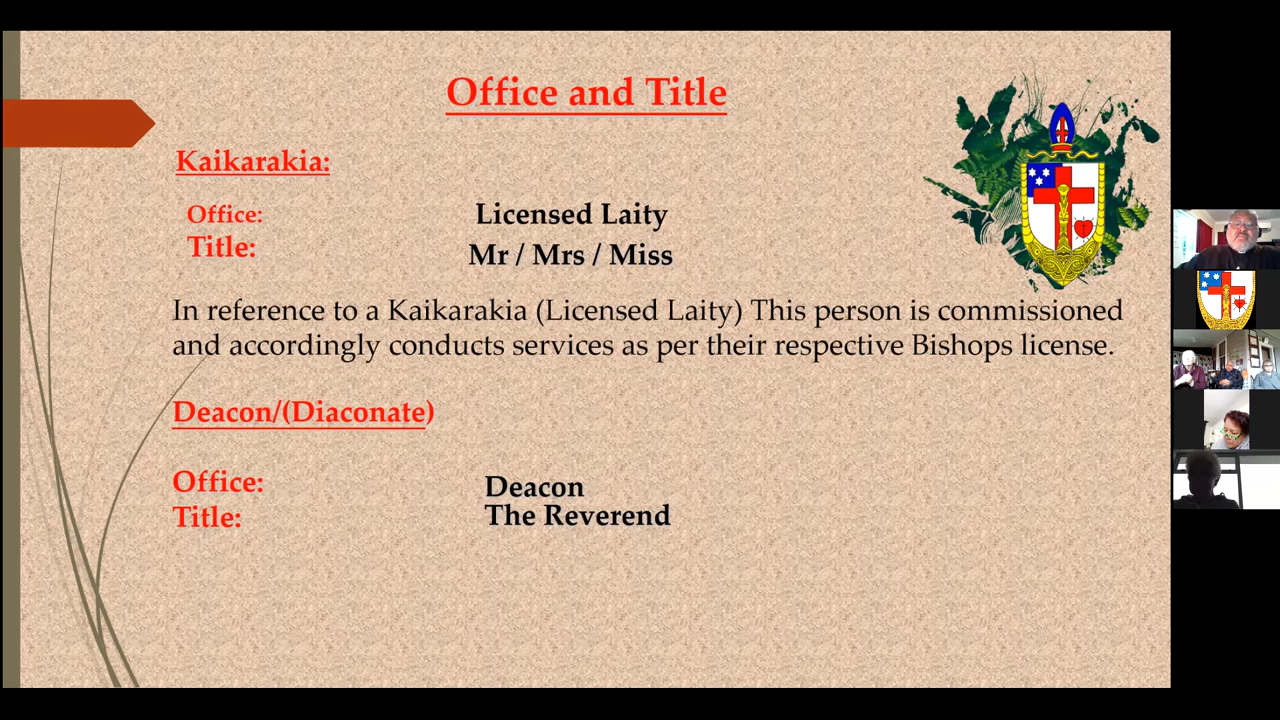 Office and Title
Kaikarakia:
Office: Licensed Laity
Title: Mr / Mrs / Miss
In reference to a Kaikarakia (Licensed Laity) This person is commissioned
and accordingly conducts services as per their respective Bishops license.
Deacon/(Diaconate)
Office: Deacon
Title: The Reverend